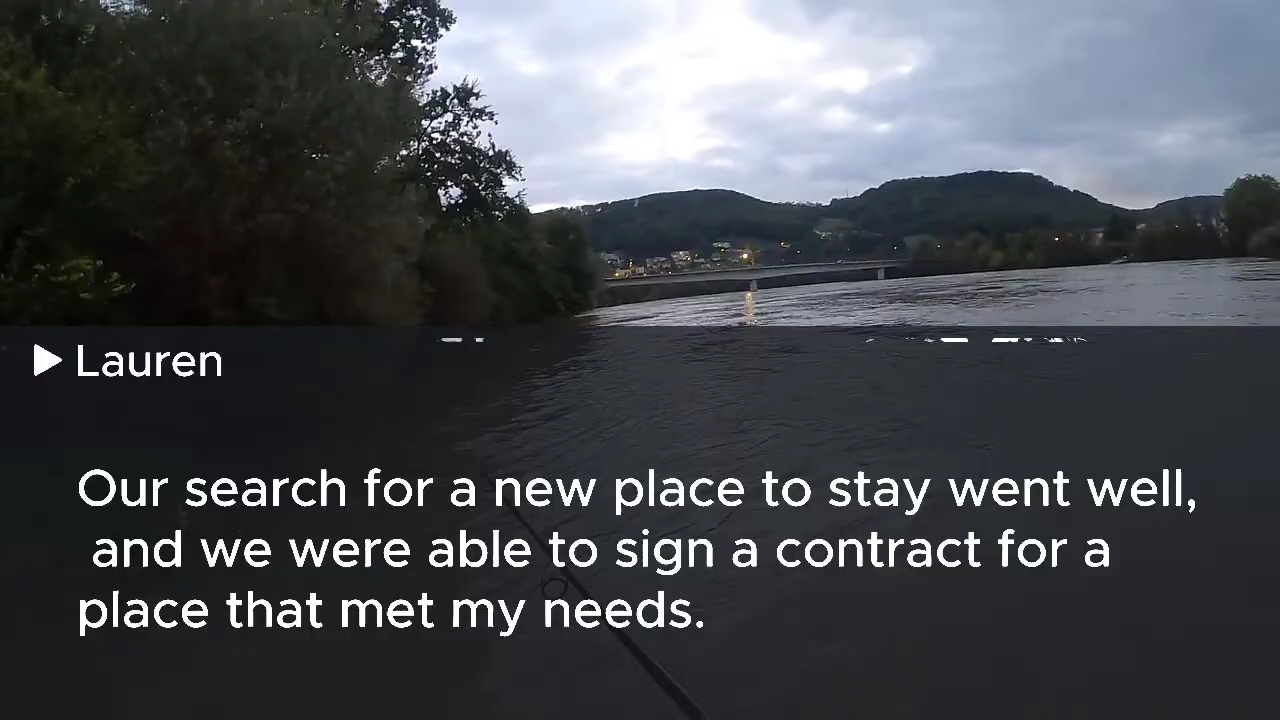 Lauren
Our search for a new place to stay went well,
and we were able to sign a contract for a
place that met my needs.